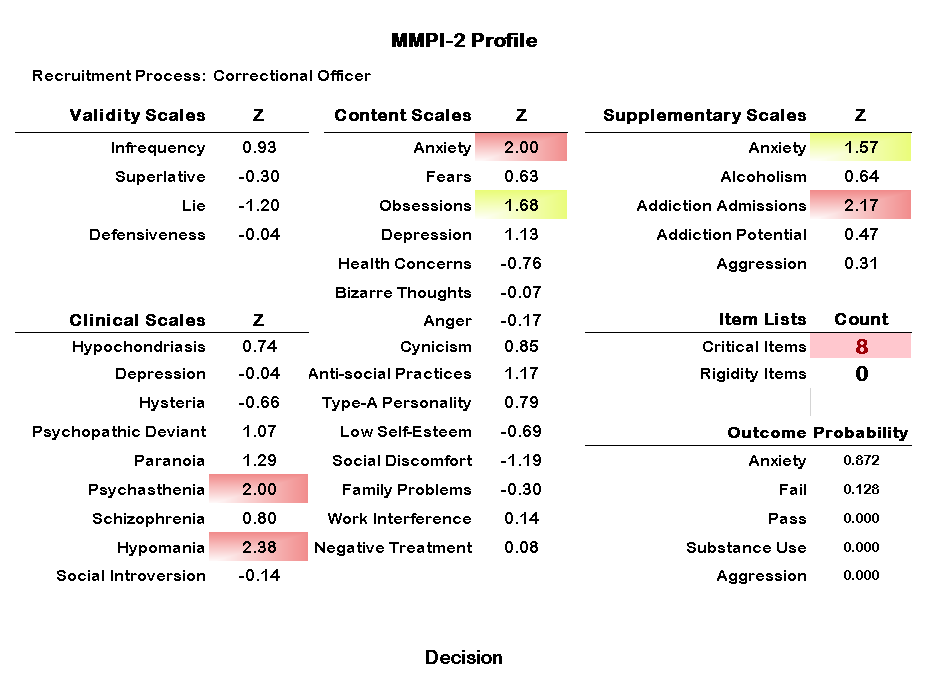 MMPI-2 Profile
Recruitment Process: Correctional Officer
Validity Scales Z
Infrequency 0.93
Superlative -0.30
Lie -1.20
Defensiveness -0.04
Clinical Scales Z
Hypochondriasis 0.74
Depression -0.04
Hysteria -0.66
Psychopathic Deviant 1.07
Paranoia 1.29
Psychasthenia 2.00
Schizophrenia 0.80
Hypomania 2.38
Social Introversion -0.14
Content Scales Z
Anxiety 2.00
Fears 0.63
Obsessions 1.68
Depression 1.13
Health Concerns -0.76
Bizarre Thoughts -0.07
Anger -0.17
Cynicism 0.85
Anti-social Practices 1.17
Type-A Personality 0.79
Low Self-Esteem -0.69
Social Discomfort -1.19
Family Problems -0.30
Work Interference 0.14
Negative Treatment 0.08
Supplementary Scales Z
Anxiety 1.57
Alcoholism 0.64
Addiction Admissions 2.17
Addiction Potential 0.47
Aggression 0.31
Item Lists Count
Critical Items 8
Rigidity Items 0
Outcome Probability
Anxiety 0.872
Fail 0.128
Pass 0.000
Substance Use 0.000
Aggression 0.000
Decision